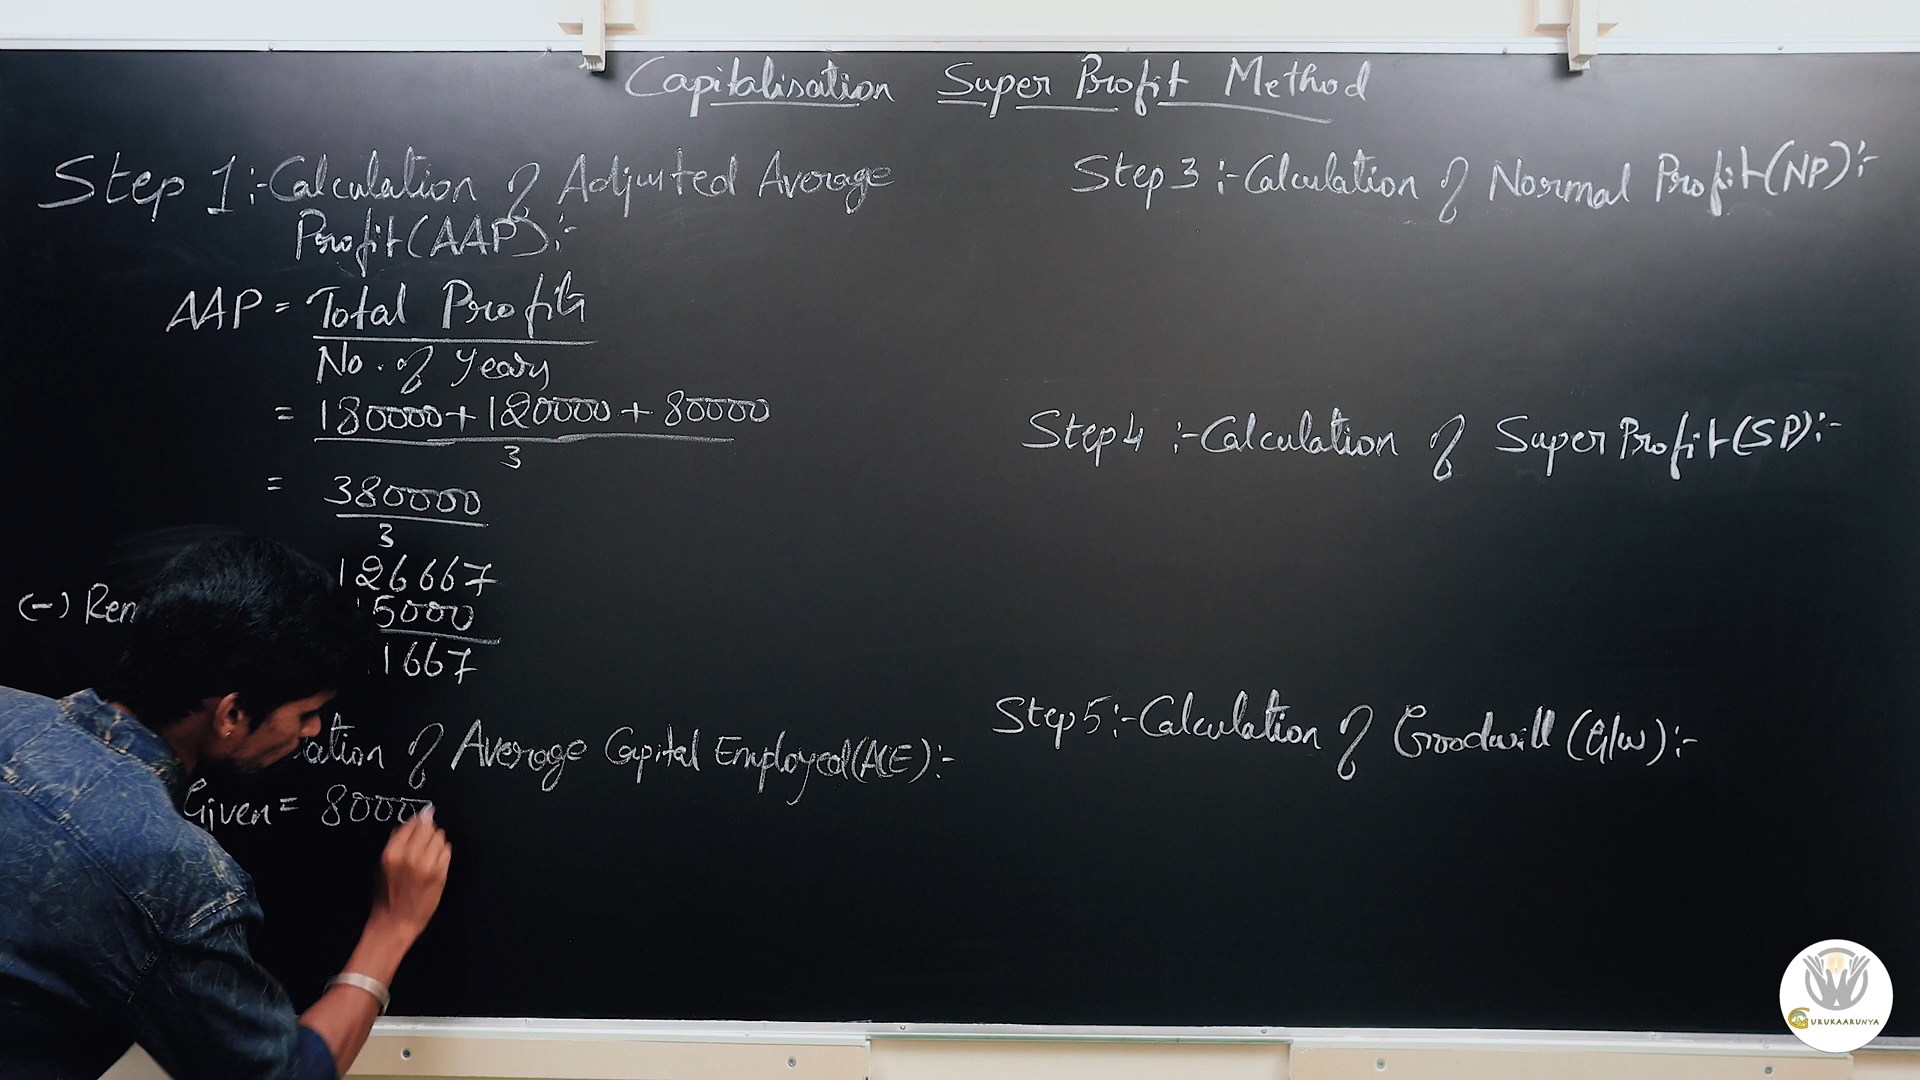 Capitalisation Super Profit Method
Step 1:- Calculation of Adjusted Average
Profit (AAP):-
AAP = Total Profits
No. of Years
= 180000 + 120000 + 80000
3
= 380000
3
126667
(-)
5000
1667
of Average Capital Employed (ACE):-
Given = 8000
Step 3 :- Calculation of Normal Profit (NP):-
Step 4 :- Calculation of Super Profit (SP):-
Step 5:- Calculation of Goodwill (G/W):-
GURUKAARUNYA